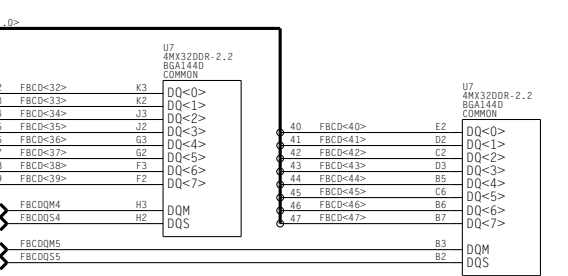 .0>
U7
4MX32DDR-2.2
BGA144D
COMMON
FBCD<32> K3 DQ<0>
FBCD<33> K2 DQ<1>
FBCD<34> J3 DQ<2>
FBCD<35> J2 DQ<3>
FBCD<36> G3 DQ<4>
FBCD<37> G2 DQ<5>
FBCD<38> F3 DQ<6>
FBCD<39> F2 DQ<7>
FBCDQM4 H3 DQM
FBCDQS4 H2 DQS
U7
4MX32DDR-2.2
BGA144D
COMMON
40 FBCD<40> E2 DQ<0>
41 FBCD<41> D2 DQ<1>
42 FBCD<42> C2 DQ<2>
43 FBCD<43> D3 DQ<3>
44 FBCD<44> B5 DQ<4>
45 FBCD<45> C6 DQ<5>
46 FBCD<46> B6 DQ<6>
47 FBCD<47> B7 DQ<7>
FBCDQM5 B3 DQM
FBCDQS5 B2 DQS